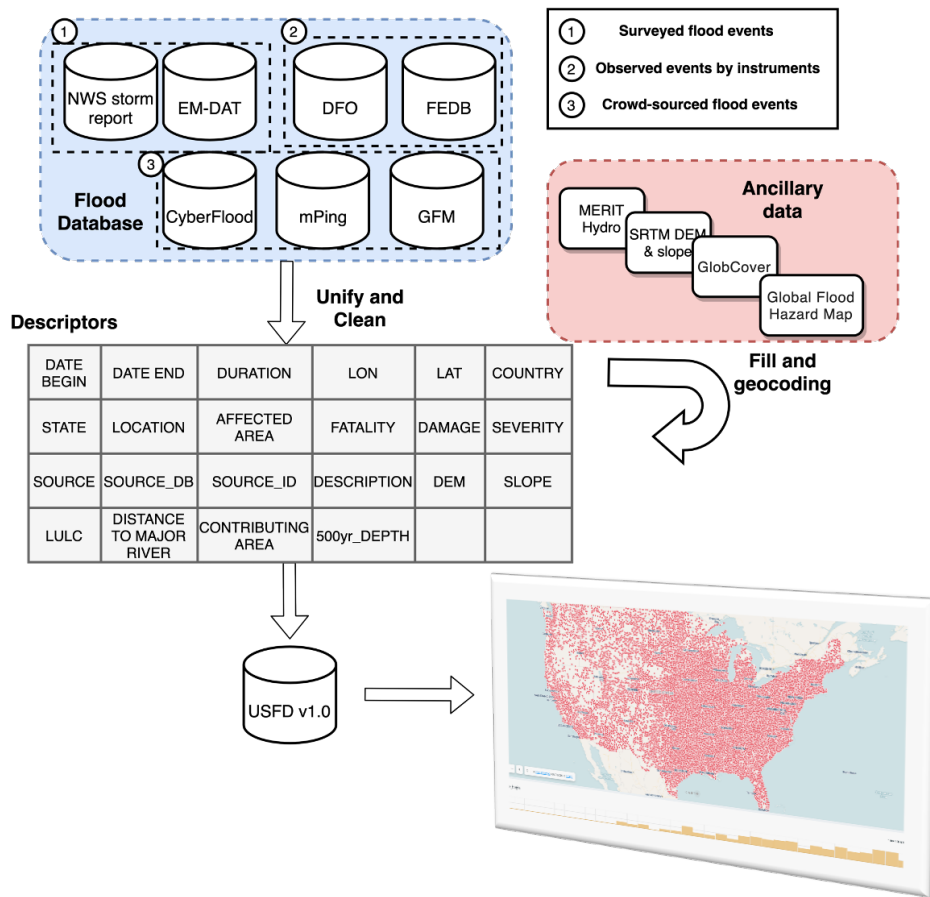 1
NWS storm
report
EM-DAT
2
DFO
FEDB
3
CyberFlood
mPing
GFM
Flood
Database
1 Surveyed flood events
2 Observed events by instruments
3 Crowd-sourced flood events
Ancillary
data
MERIT
Hydro
SRTM DEM
& slope
GlobCover
Global Flood
Hazard Map
Unify and
Clean
Fill and
geocoding
Descriptors
DATE
BEGIN
DATE END
DURATION
LON
LAT
COUNTRY
STATE
LOCATION
AFFECTED
AREA
FATALITY
DAMAGE
SEVERITY
SOURCE
SOURCE_DB
SOURCE_ID
DESCRIPTION
DEM
SLOPE
LULC
DISTANCE
TO MAJOR
RIVER
CONTRIBUTING
AREA
500yr_DEPTH
USFD v1.0